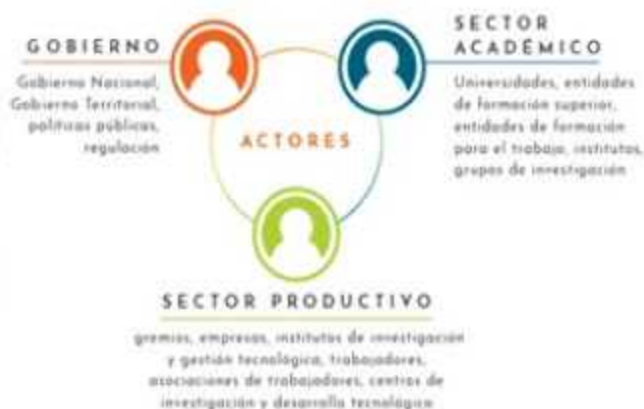 GOBIERNO
Gobierno Nacional,
Gobierno Territorial,
políticas públicas,
regulación
SECTOR
ACADÉMICO
Universidades, entidades
de formación superior,
entidades de formación
para el trabajo, institutos,
grupos de investigación
ACTORES
SECTOR PRODUCTIVO
gremios, empresas, institutos de investigación
y gestión tecnológica, trabajadores,
asociaciones de trabajadores, centros de
investigación y desarrollo tecnológico